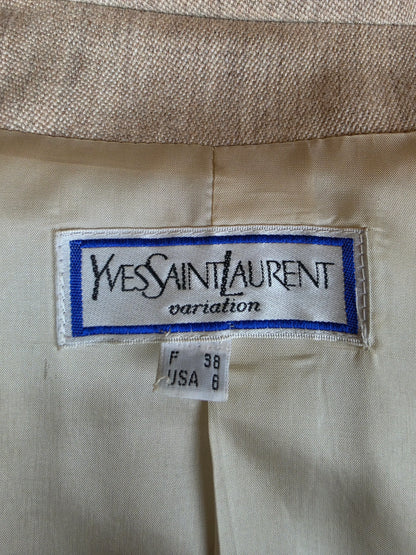 YVESSAINTLAURENT
variation
F 38
USA 6